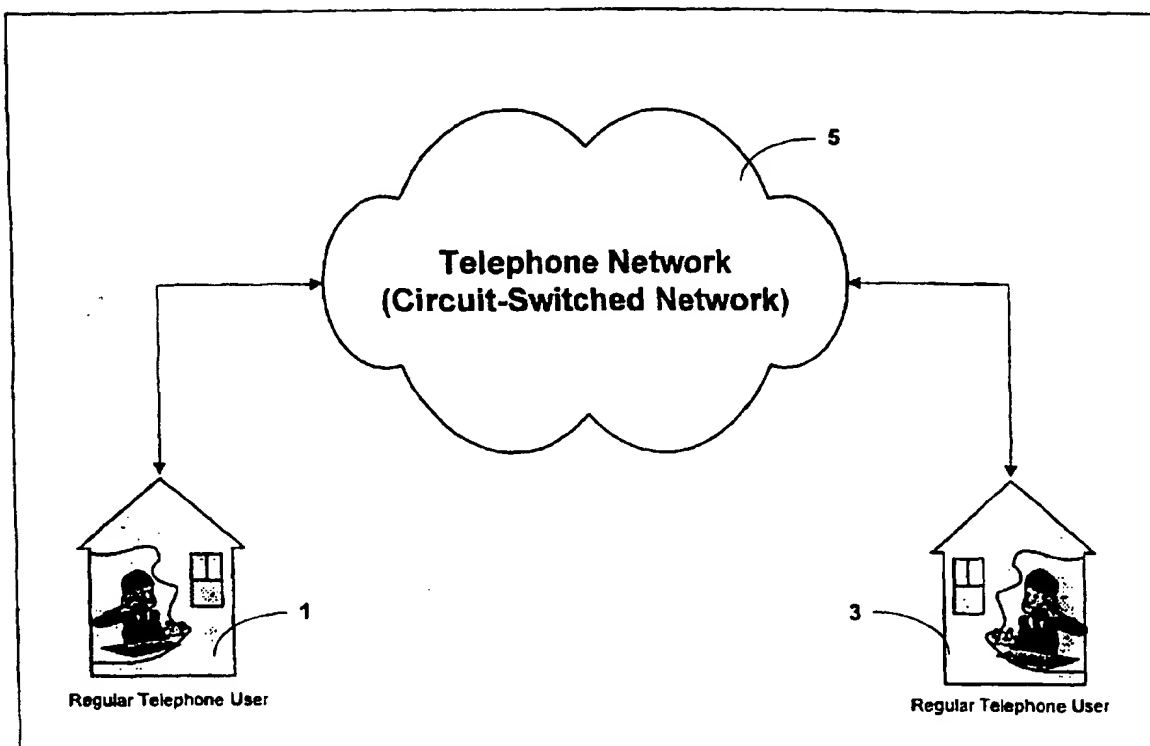 5
Telephone Network
(Circuit-Switched Network)
1
3
Regular Telephone User
Regular Telephone User